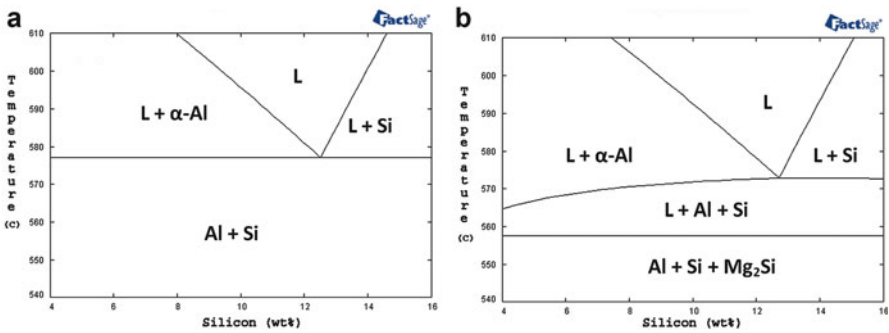 a
FactSage®
610
600
590
580
570
560
550
540
Temperature
(C)
L
L + α-Al
L + Si
Al + Si
4 6 8 10 12 14 16
Silicon (wt%)
b
FactSage®
610
600
590
580
570
560
550
540
Temperature
(C)
L
L + α-Al
L + Si
L + Al + Si
Al + Si + Mg₂Si
4 6 8 10 12 14 16
Silicon (wt%)